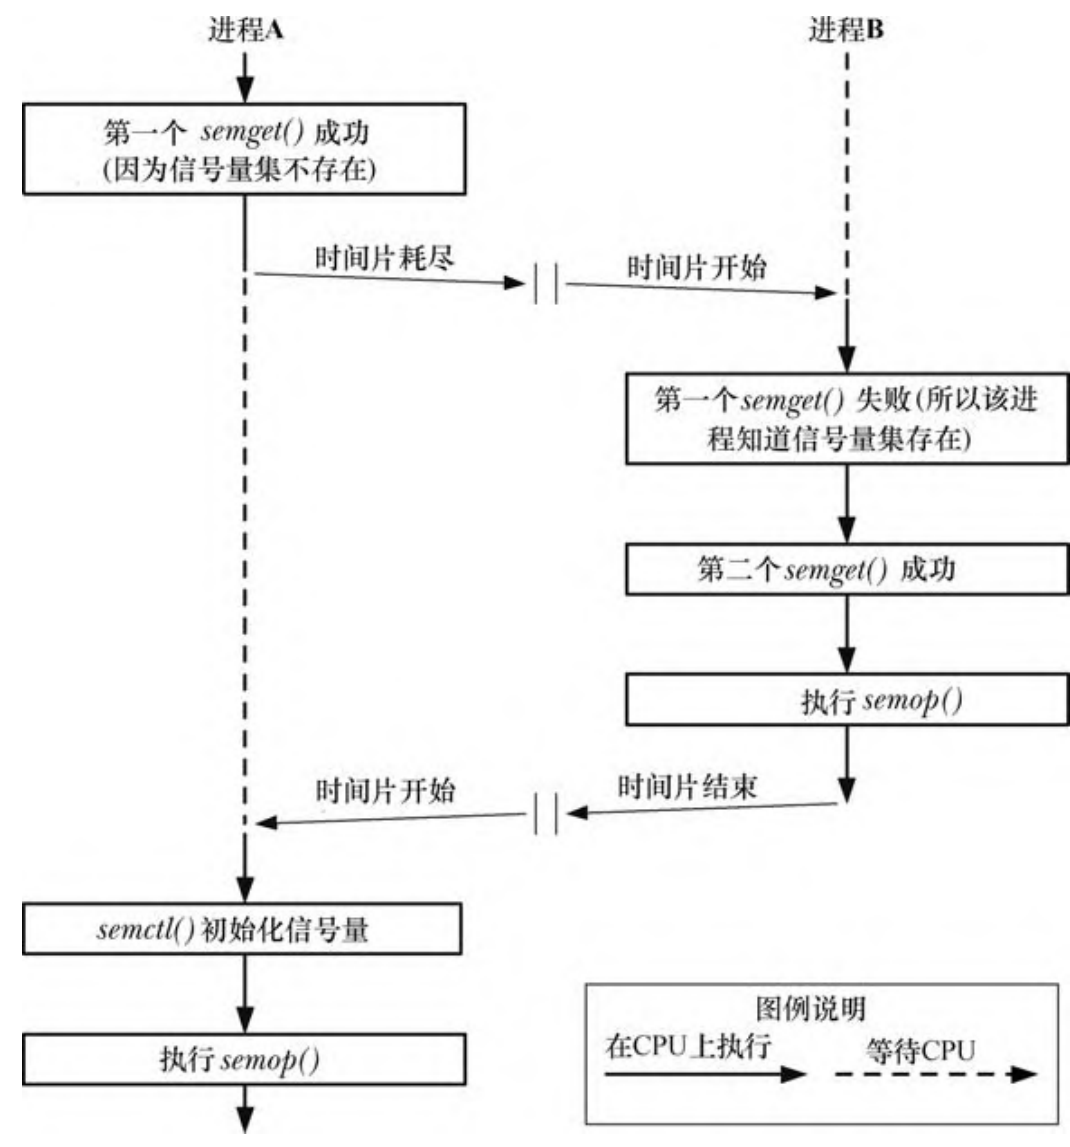 进程A
进程B
第一个 semget() 成功
(因为信号量集不存在)
时间片耗尽
时间片开始
第一个semget() 失败(所以该进
程知道信号量集存在)
第二个semget() 成功
执行 semop()
时间片结束
时间片开始
semctl()初始化信号量
执行semop()
图例说明
在CPU上执行
等待CPU